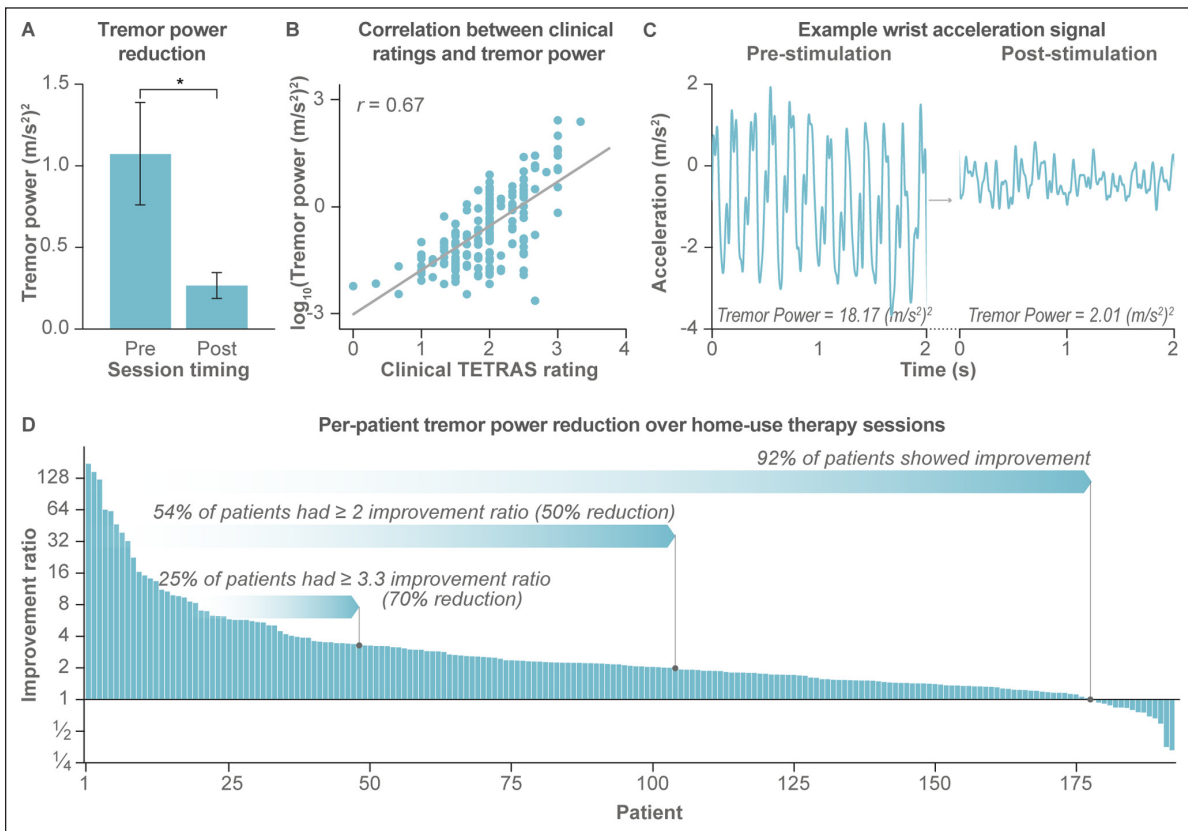 A
Tremor power
reduction
Tremor power (m/s²)²
1.5
1.0
0.5
0.0
*
Pre
Post
Session timing
B
Correlation between clinical
ratings and tremor power
log₁₀(Tremor power (m/s²)²
3
0
-3
r = 0.67
0
1
2
3
4
Clinical TETRAS rating
C
Example wrist acceleration signal
Pre-stimulation
Post-stimulation
Acceleration (m/s²)
2
0
-2
-4
Tremor Power = 18.17 (m/s²)²
Tremor Power = 2.01 (m/s²)²
0
1
2
0
1
2
Time (s)
D
Per-patient tremor power reduction over home-use therapy sessions
Improvement ratio
128
64
32
16
8
4
2
1
½
¼
92% of patients showed improvement
54% of patients had ≥ 2 improvement ratio (50% reduction)
25% of patients had ≥ 3.3 improvement ratio
(70% reduction)
1
25
50
75
100
125
150
175
Patient